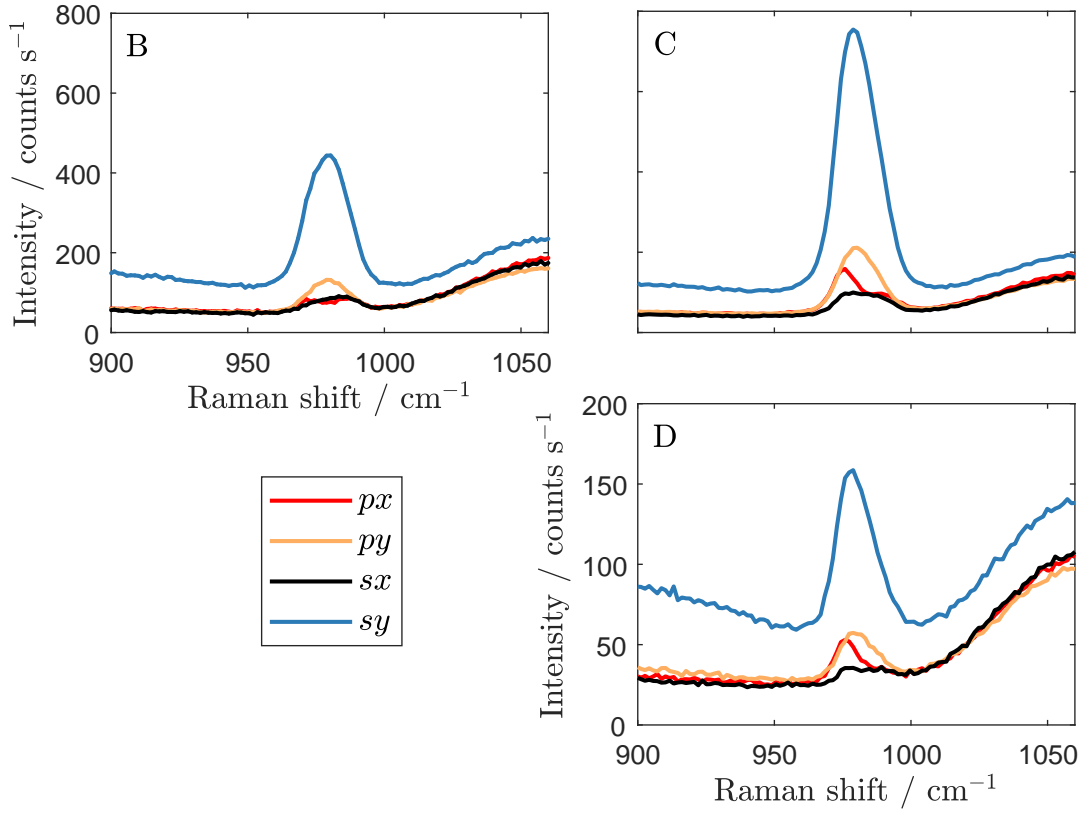 B
Intensity / counts s⁻¹
800
600
400
200
0
900 950 1000 1050
Raman shift / cm⁻¹
C
px
py
sx
sy
D
Intensity / counts s⁻¹
200
150
100
50
0
900 950 1000 1050
Raman shift / cm⁻¹